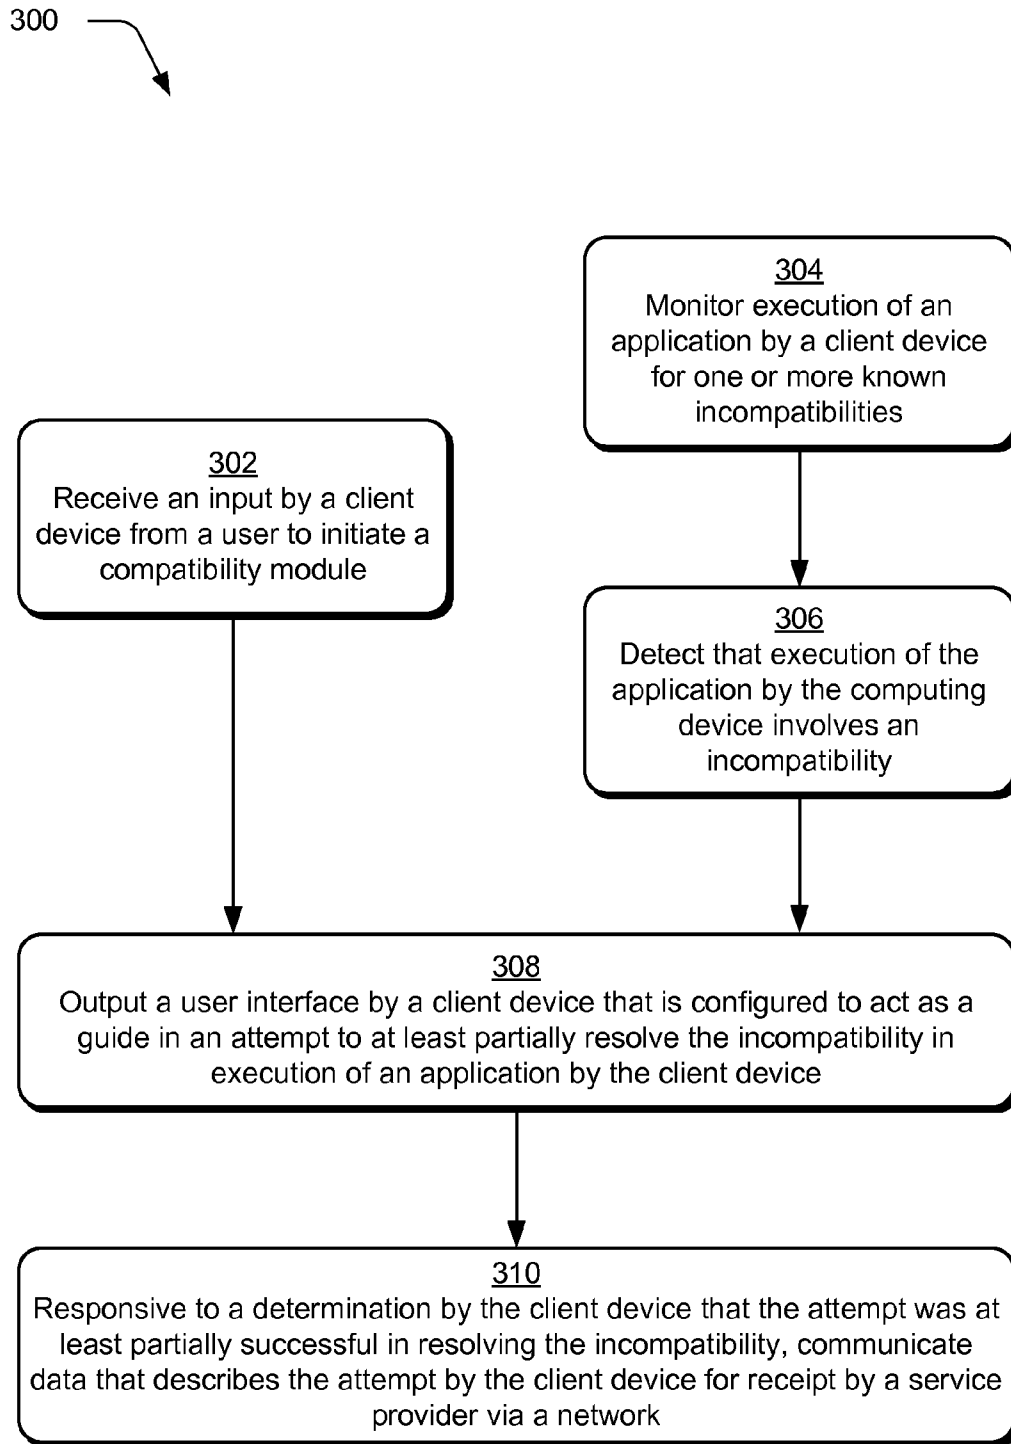 300
304
Monitor execution of an
application by a client device
for one or more known
incompatibilities
302
Receive an input by a client
device from a user to initiate a
compatibility module
306
Detect that execution of the
application by the computing
device involves an
incompatibility
308
Output a user interface by a client device that is configured to act as a
guide in an attempt to at least partially resolve the incompatibility in
execution of an application by the client device
310
Responsive to a determination by the client device that the attempt was at
least partially successful in resolving the incompatibility, communicate
data that describes the attempt by the client device for receipt by a service
provider via a network